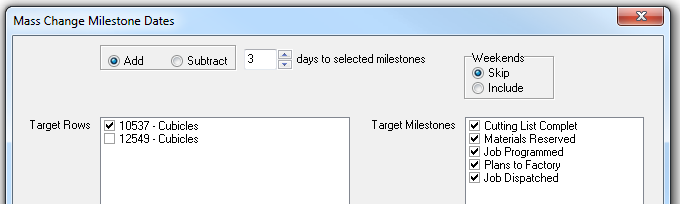 Mass Change Milestone Dates
Add Subtract 3 days to selected milestones
Weekends
Skip
Include
Target Rows
10537 - Cubicles
12549 - Cubicles
Target Milestones
Cutting List Complet
Materials Reserved
Job Programmed
Plans to Factory
Job Dispatched